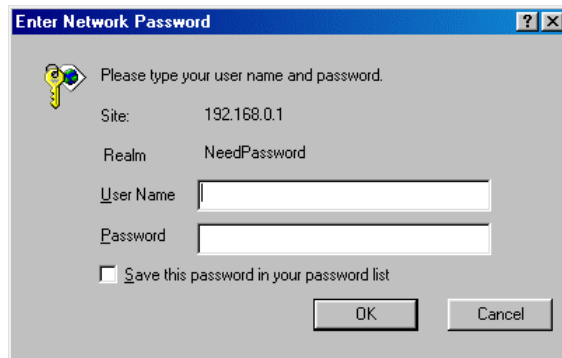 Enter Network Password
Please type your user name and password.
Site: 192.168.0.1
Realm NeedPassword
User Name
Password
Save this password in your password list
OK Cancel